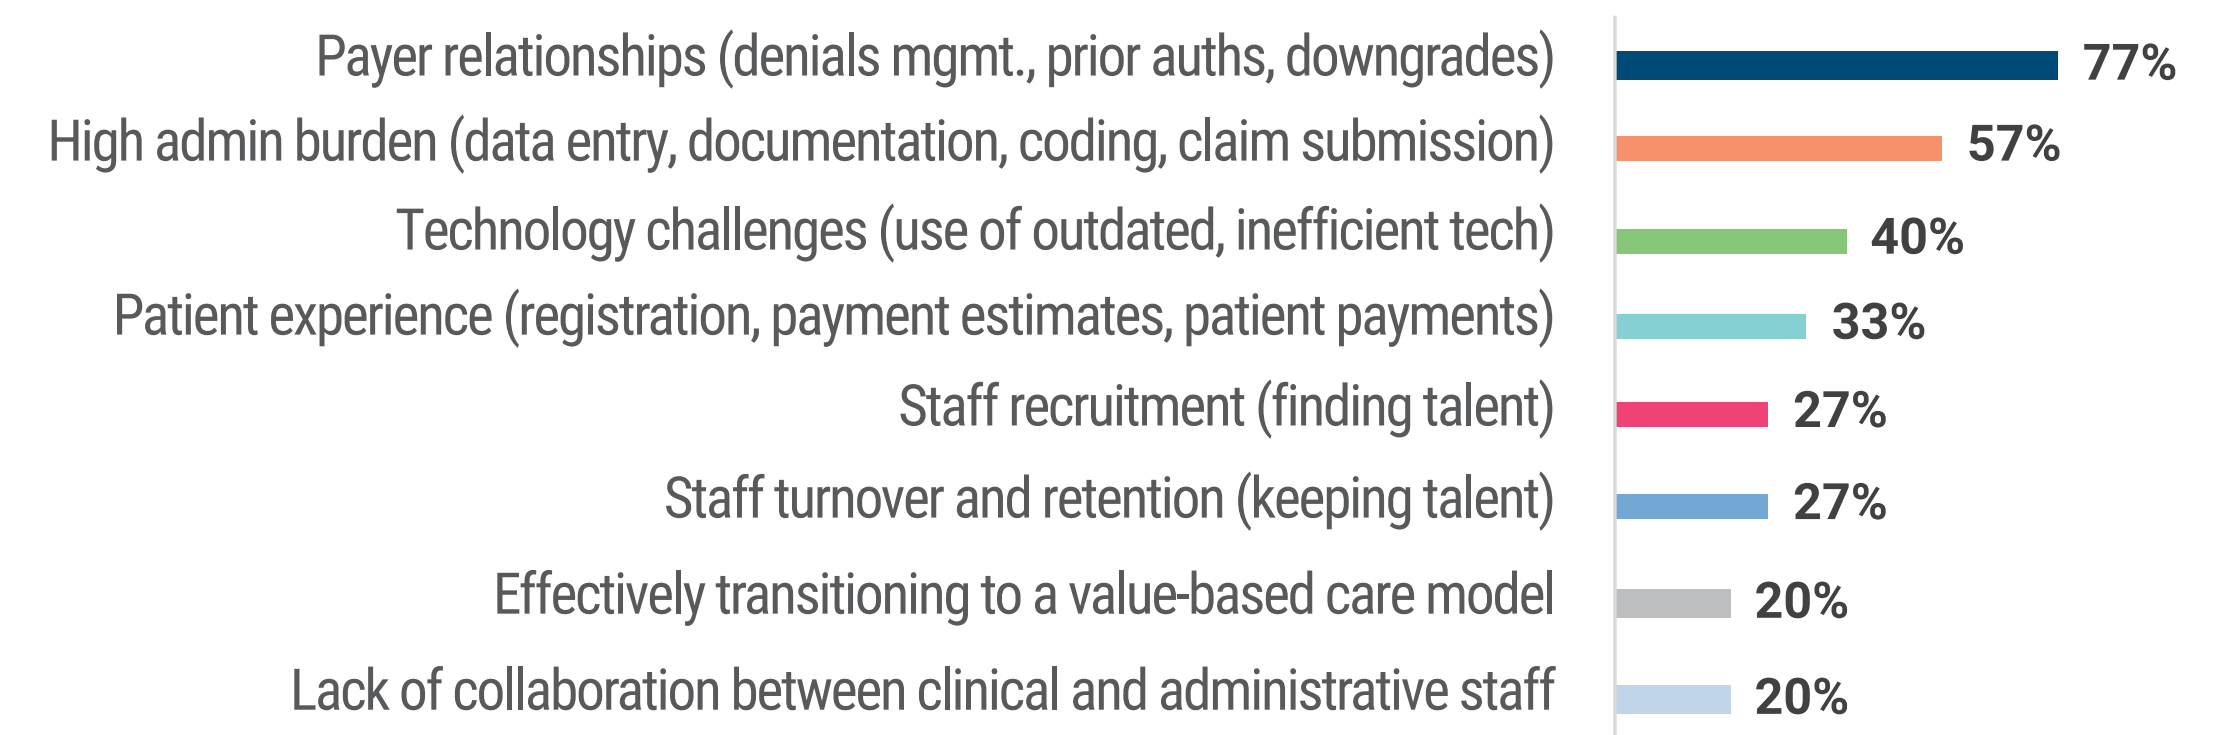 Payer relationships (denials mgmt., prior auths, downgrades) 77%
High admin burden (data entry, documentation, coding, claim submission) 57%
Technology challenges (use of outdated, inefficient tech) 40%
Patient experience (registration, payment estimates, patient payments) 33%
Staff recruitment (finding talent) 27%
Staff turnover and retention (keeping talent) 27%
Effectively transitioning to a value-based care model 20%
Lack of collaboration between clinical and administrative staff 20%